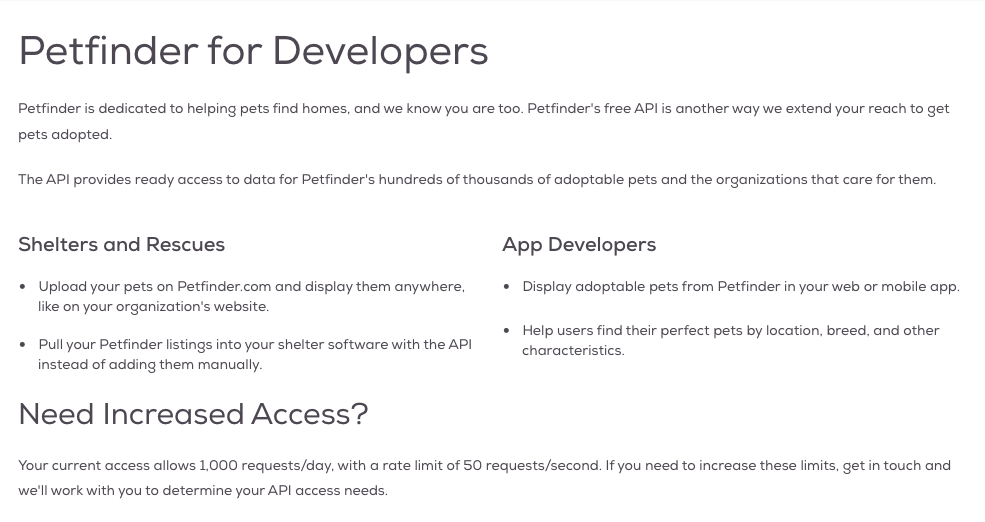 Petfinder for Developers
Petfinder is dedicated to helping pets find homes, and we know you are too. Petfinder's free API is another way we extend your reach to get
pets adopted.
The API provides ready access to data for Petfinder's hundreds of thousands of adoptable pets and the organizations that care for them.
Shelters and Rescues
• Upload your pets on Petfinder.com and display them anywhere,
like on your organization's website.
• Pull your Petfinder listings into your shelter software with the API
instead of adding them manually.
App Developers
• Display adoptable pets from Petfinder in your web or mobile app.
• Help users find their perfect pets by location, breed, and other
characteristics.
Need Increased Access?
Your current access allows 1,000 requests/day, with a rate limit of 50 requests/second. If you need to increase these limits, get in touch and
we'll work with you to determine your API access needs.